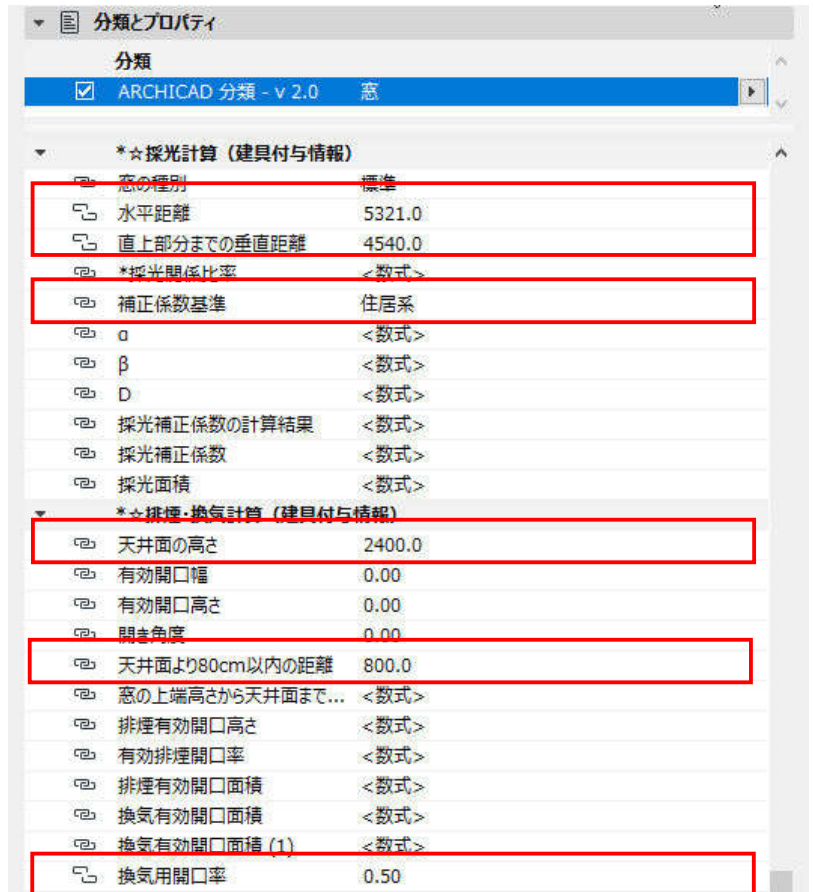 分類とプロパティ
分類
ARCHICAD 分類 - v 2.0 窓
*☆採光計算（建具付与情報）
窓の種別 標準
水平距離 5321.0
直上部分までの垂直距離 4540.0
*採光関係比率 <数式>
補正係数基準 住居系
α <数式>
β <数式>
D <数式>
採光補正係数の計算結果 <数式>
採光補正係数 <数式>
採光面積 <数式>
*☆排煙・換気計算（建具付与情報）
天井面の高さ 2400.0
有効開口幅 0.00
有効開口高さ 0.00
開き角度 0.00
天井面より80cm以内の距離 800.0
窓の上端高さから天井面まで... <数式>
排煙有効開口高さ <数式>
有効排煙開口率 <数式>
排煙有効開口面積 <数式>
換気有効開口面積 <数式>
換気有効開口面積 (1) <数式>
換気用開口率 0.50